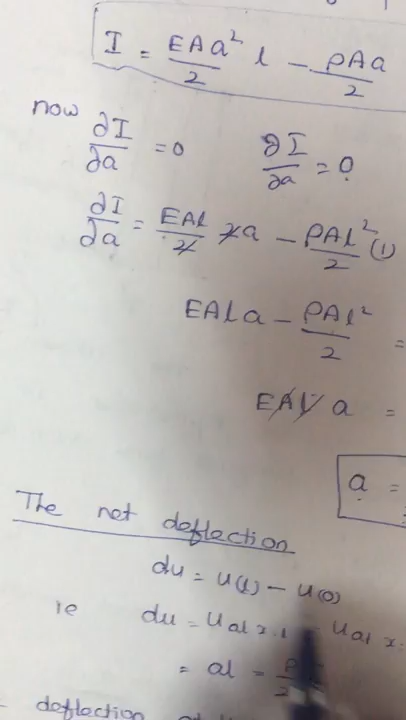 I = EAa²/2 l - ρAa/2
now ∂I/∂a = 0 ∂I/∂a = 0
∂I/∂a = EAl/2 × 2a - ρAl²/2 (1)
EAla - ρAl²/2 =
EAl a =
a =
The net deflection
du = u(l) - u(0)
ie du = u at x.l - u at x.
= al =
deflection